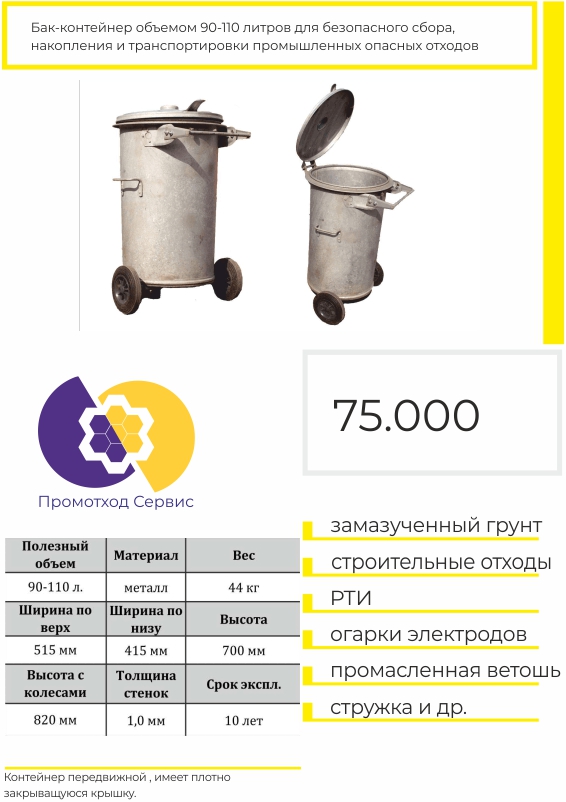 Бак-контейнер объемом 90-110 литров для безопасного сбора,
накопления и транспортировки промышленных опасных отходов
75.000
Промотход Сервис
замазученный грунт
строительные отходы
РТИ
огарки электродов
промасленная ветошь
стружка и др.
Полезный объем Материал Вес
90-110 л. металл 44 кг
Ширина по верх Ширина по низу Высота
515 мм 415 мм 700 мм
Высота с колесами Толщина стенок Срок экспл.
820 мм 1,0 мм 10 лет
Контейнер передвижной , имеет плотно
закрыващуюся крышку.